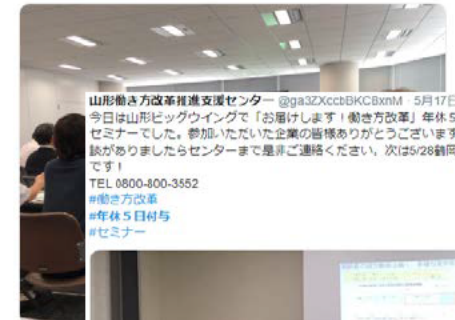 山形働き方改革推進支援センター @ga3ZXccbBKCBxnM · 5月17日
今日は山形ビッグウイングで「お届けします！働き方改革」年休5
セミナーでした。参加いただいた企業の皆様ありがとうございます
談がありましたらセンターまで是非ご連絡ください。次は5/28鶴岡
です！
TEL 0800-800-3552
#働き方改革
#年休５日付与
#セミナー